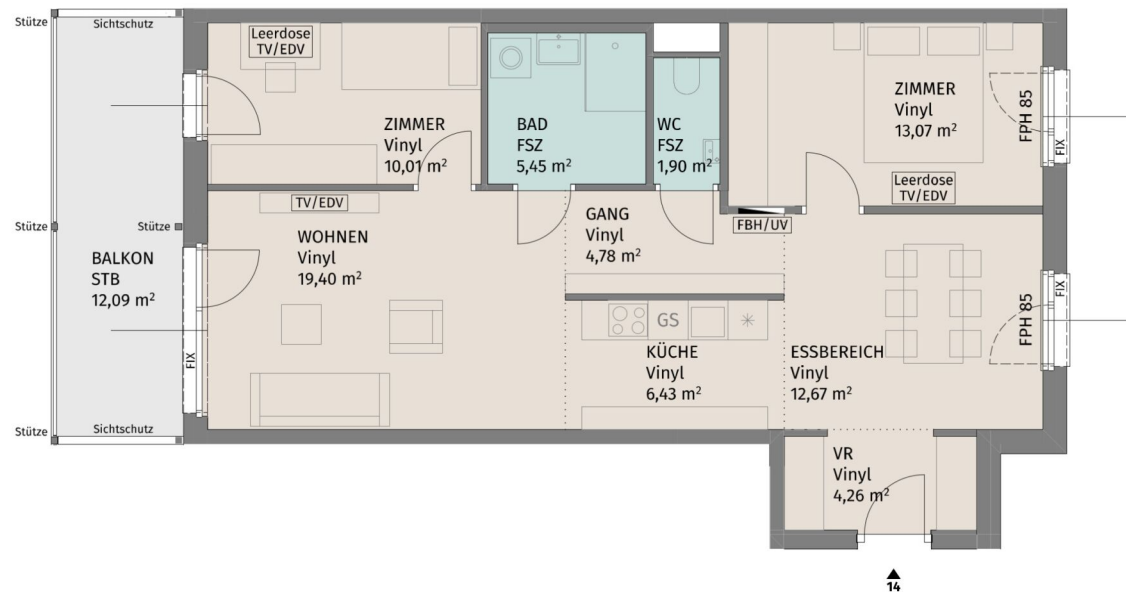 Stütze
Sichtschutz
Leerdose
TV/EDV
ZIMMER
Vinyl
10,01 m²
BAD
FSZ
5,45 m²
WC
FSZ
1,90 m²
ZIMMER
Vinyl
13,07 m²
FPH 85
FIX
Leerdose
TV/EDV
TV/EDV
Stütze
Stütze
BALKON
STB
12,09 m²
WOHNEN
Vinyl
19,40 m²
GANG
Vinyl
4,78 m²
FBH/UV
FIX
GS
KÜCHE
Vinyl
6,43 m²
ESSBEREICH
Vinyl
12,67 m²
FPH 85
FIX
Stütze
Sichtschutz
VR
Vinyl
4,26 m²
14